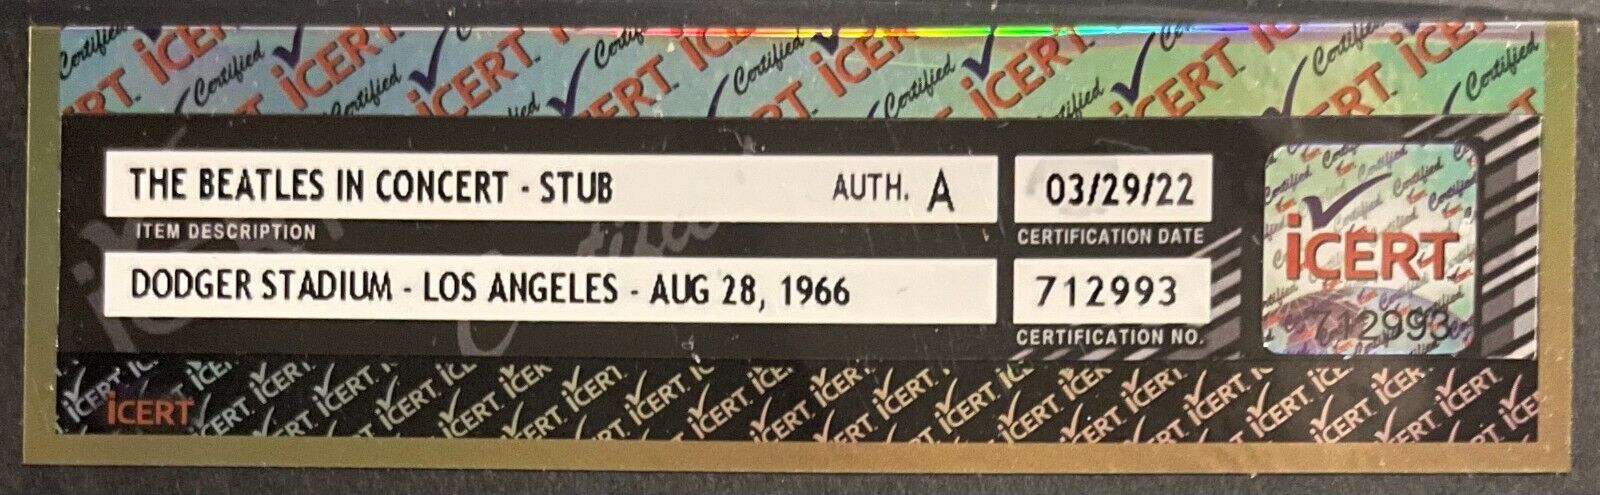 THE BEATLES IN CONCERT - STUB AUTH. A 03/29/22
ITEM DESCRIPTION CERTIFICATION DATE
iCERT
DODGER STADIUM - LOS ANGELES - AUG 28, 1966 712993
712993
CERTIFICATION NO.
iCERT